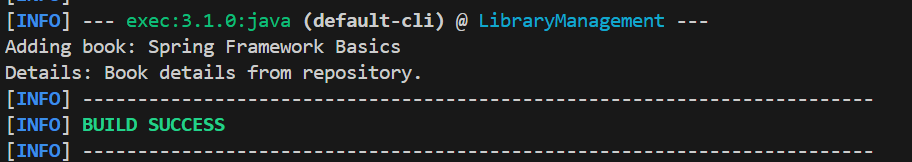 [INFO]
[INFO] --- exec:3.1.0:java (default-cli) @ LibraryManagement ---
Adding book: Spring Framework Basics
Details: Book details from repository.
[INFO] ------------------------------------------------------------------------
[INFO] BUILD SUCCESS
[INFO] ------------------------------------------------------------------------